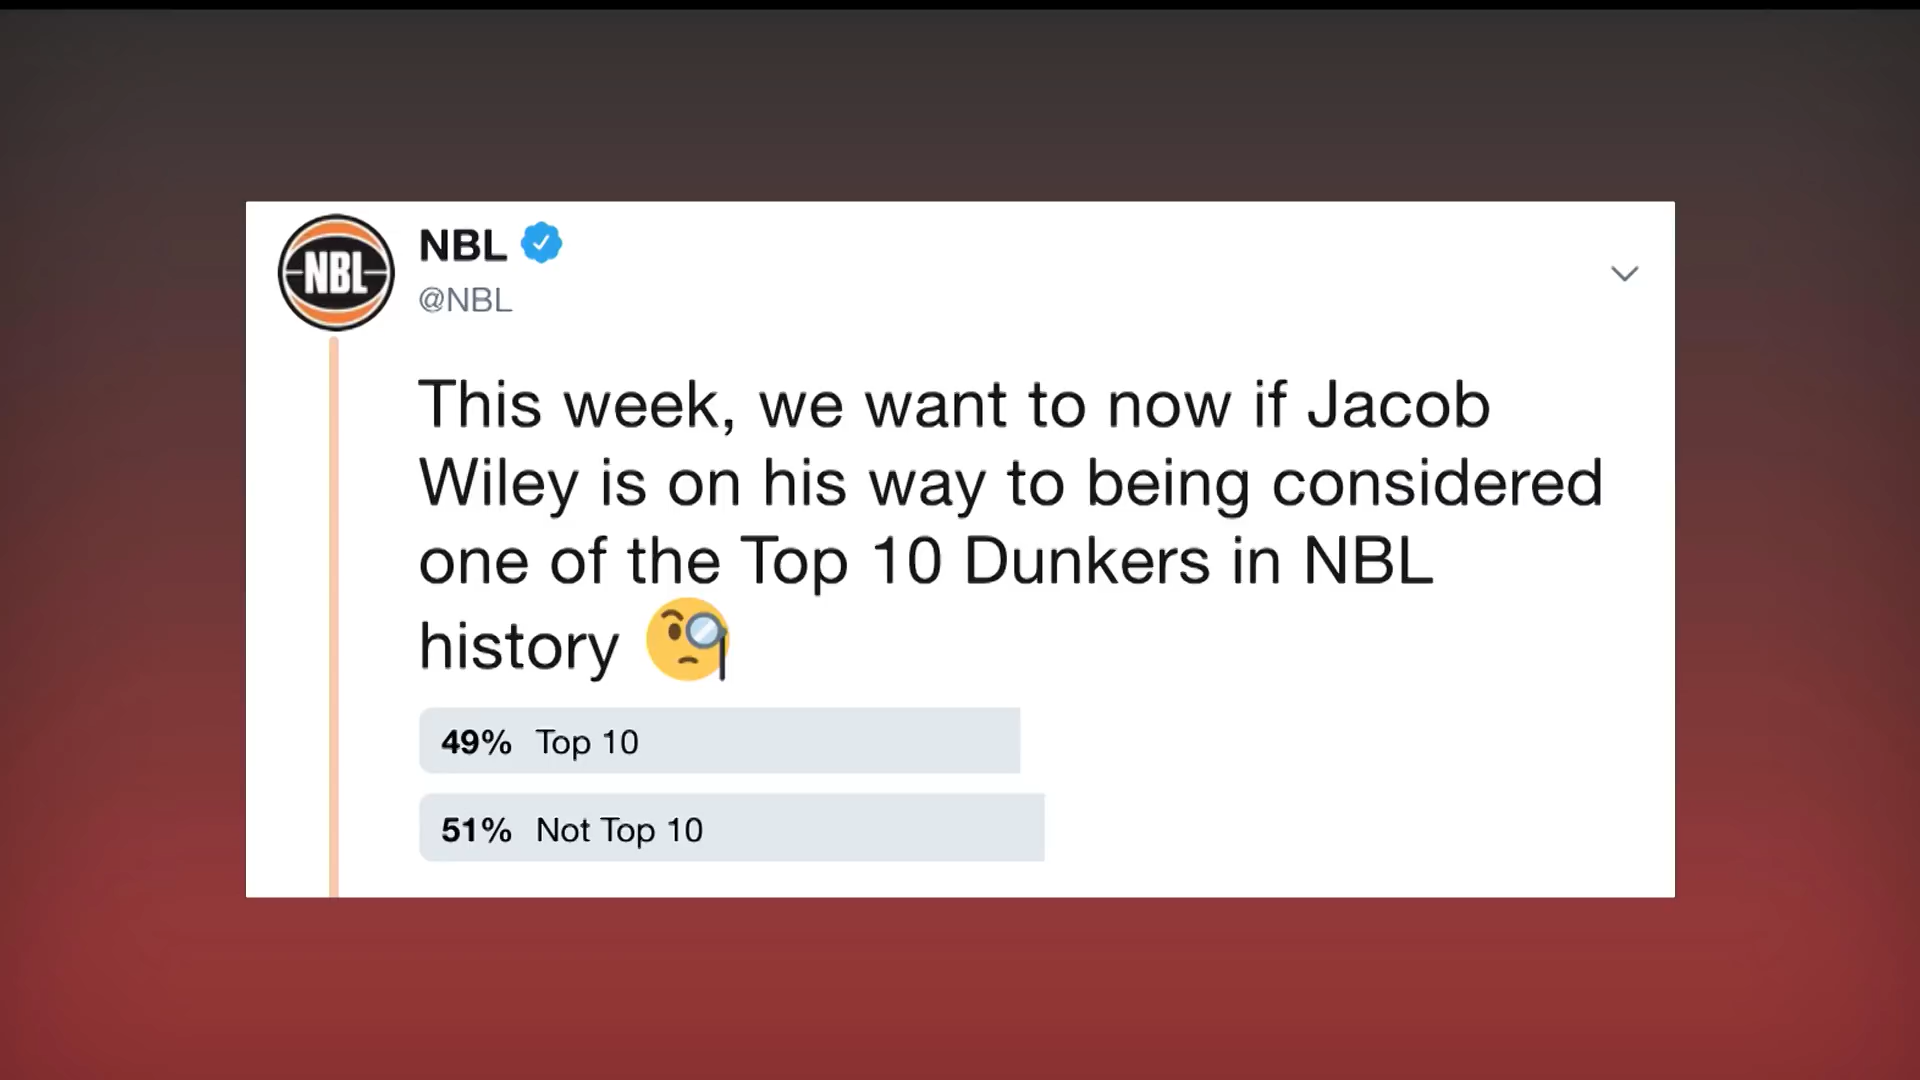 NBL
NBL
@NBL
This week, we want to now if Jacob
Wiley is on his way to being considered
one of the Top 10 Dunkers in NBL
history 🧐
49% Top 10
51% Not Top 10